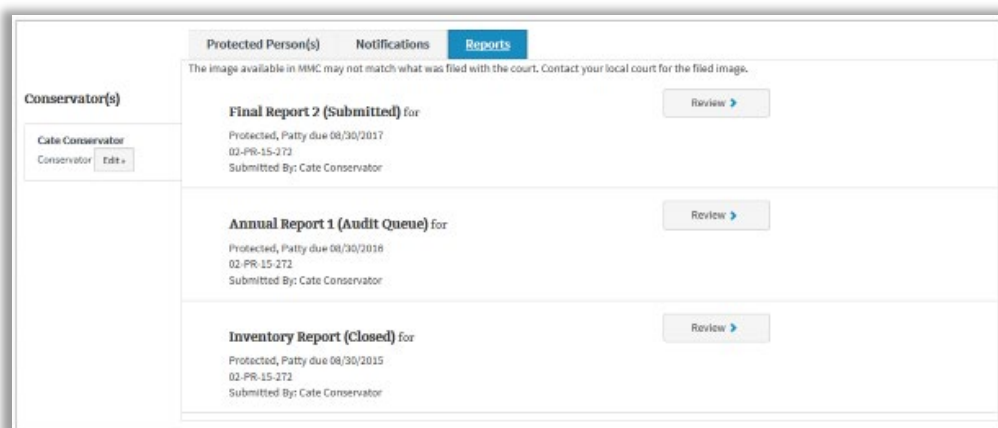 Protected Person(s) Notifications Reports
The image available in MMC may not match what was filed with the court. Contact your local court for the filed image.
Conservator(s)
Cate Conservator
Conservator Edit »
Final Report 2 (Submitted) for
Review >
Protected, Patty due 08/30/2017
02-PR-15-272
Submitted By: Cate Conservator
Annual Report 1 (Audit Queue) for
Review >
Protected, Patty due 08/30/2016
02-PR-15-272
Submitted By: Cate Conservator
Inventory Report (Closed) for
Review >
Protected, Patty due 08/30/2015
02-PR-15-272
Submitted By: Cate Conservator